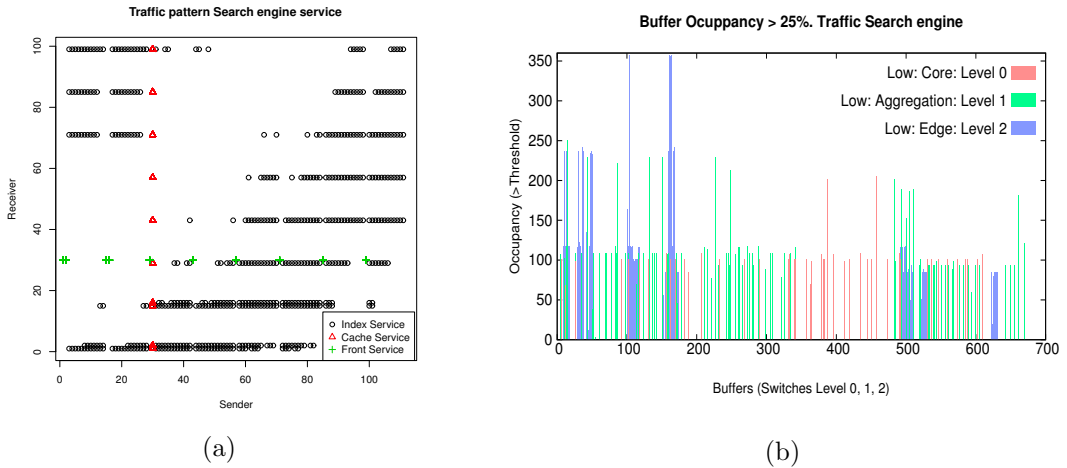 Traffic pattern Search engine service
100
80
60
40
20
0
Receiver
Index Service
Cache Service
Front Service
0 20 40 60 80 100
Sender
(a)
Buffer Ocuppancy > 25%. Traffic Search engine
350
300
250
200
150
100
50
0
Occupancy (>Threshold)
Low: Core: Level 0
Low: Aggregation: Level 1
Low: Edge: Level 2
0 100 200 300 400 500 600 700
Buffers (Switches Level 0, 1, 2)
(b)